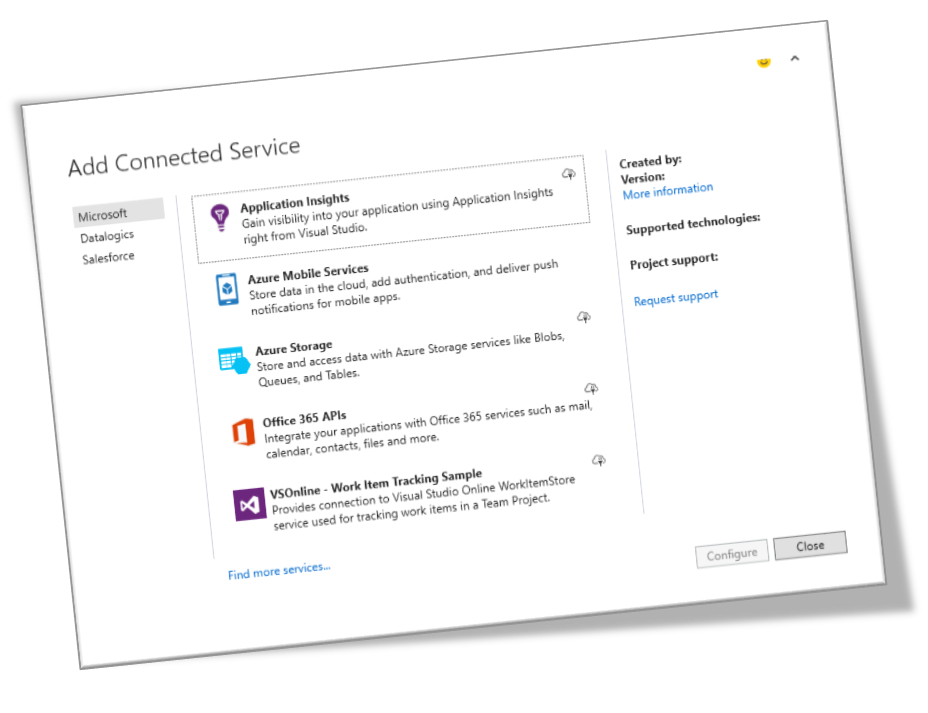 Add Connected Service
Microsoft
Datalogics
Salesforce
Application Insights
Gain visibility into your application using Application Insights
right from Visual Studio.
Azure Mobile Services
Store data in the cloud, add authentication, and deliver push
notifications for mobile apps.
Azure Storage
Store and access data with Azure Storage services like Blobs,
Queues, and Tables.
Office 365 APIs
Integrate your applications with Office 365 services such as mail,
calendar, contacts, files and more.
VSOnline - Work Item Tracking Sample
Provides connection to Visual Studio Online WorkItemStore
service used for tracking work items in a Team Project.
Find more services...
Created by:
Version:
More information
Supported technologies:
Project support:
Request support
Configure
Close